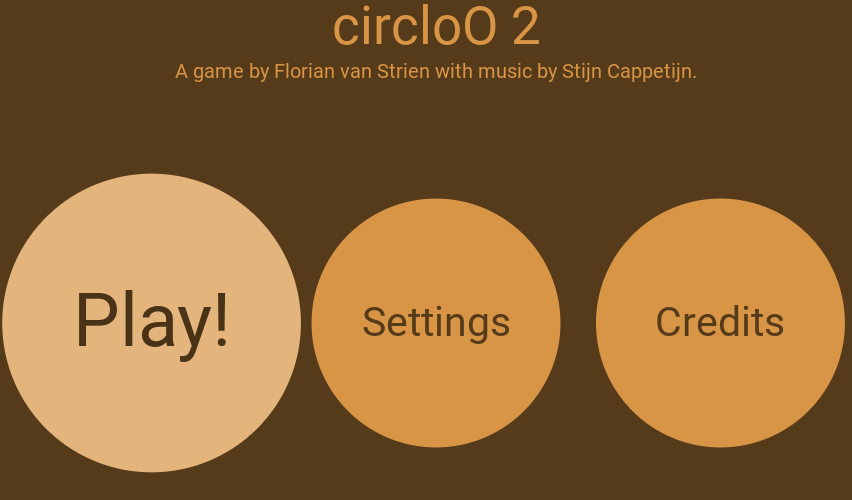 circloO 2
A game by Florian van Strien with music by Stijn Cappetijn.
Play!
Settings
Credits